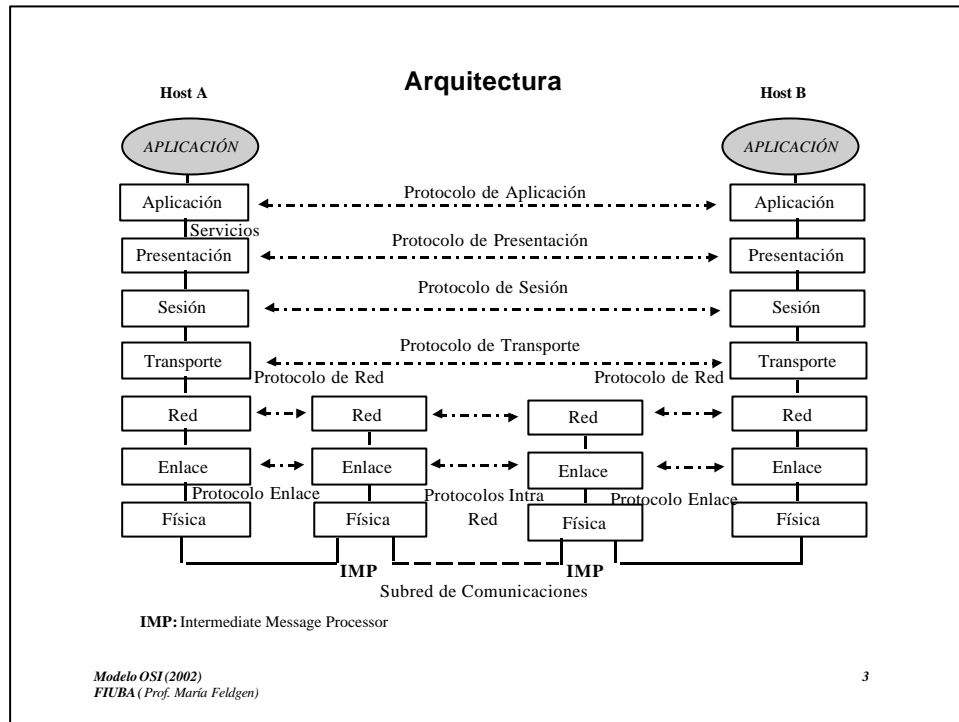 Arquitectura
Host A
Host B
APLICACIÓN
APLICACIÓN
Aplicación
Protocolo de Aplicación
Aplicación
Servicios
Presentación
Protocolo de Presentación
Presentación
Sesión
Protocolo de Sesión
Sesión
Transporte
Protocolo de Transporte
Transporte
Protocolo de Red
Protocolo de Red
Red
Red
Red
Red
Enlace
Enlace
Enlace
Enlace
Protocolo Enlace
Protocolos Intra
Red
Protocolo Enlace
Física
Física
Física
Física
IMP
IMP
Subred de Comunicaciones
IMP: Intermediate Message Processor
Modelo OSI (2002)
FIUBA ( Prof. María Feldgen)
3